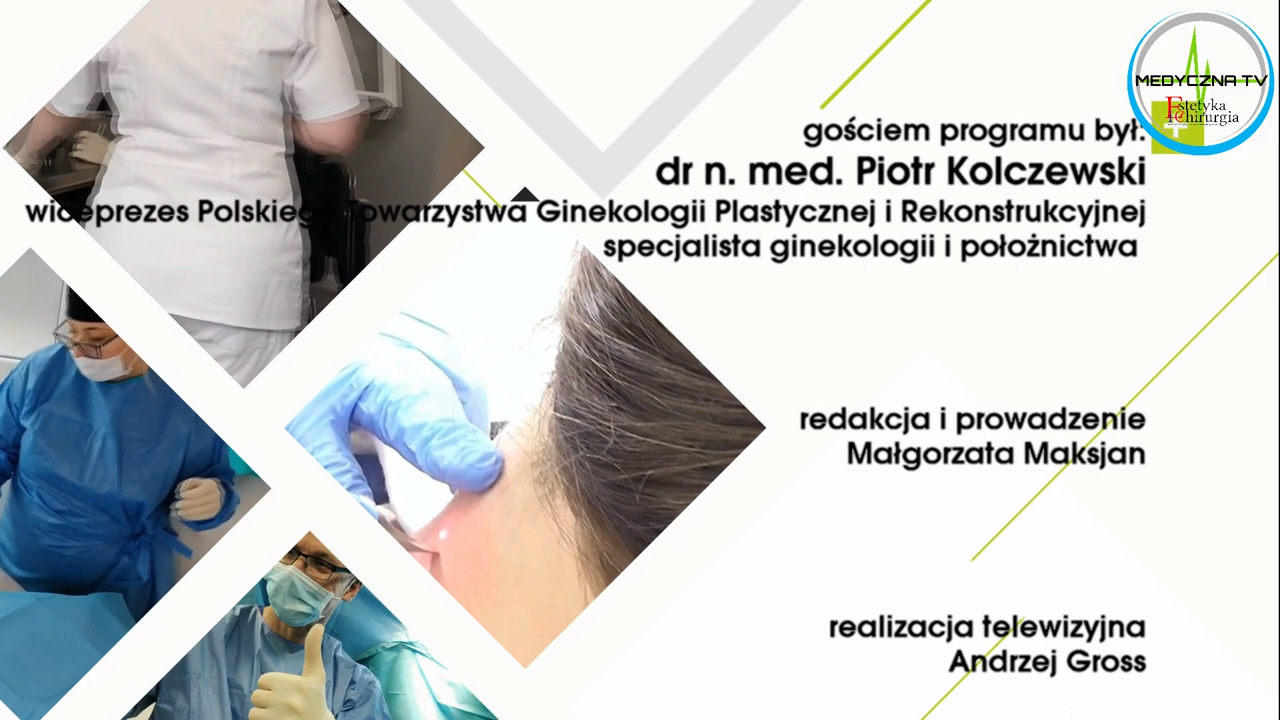 MEDYCZNA TV
Estetyka
Chirurgia
gościem programu był:
dr n. med. Piotr Kolczewski
wiceprezes Polskiego Towarzystwa Ginekologii Plastycznej i Rekonstrukcyjnej
specjalista ginekologii i położnictwa
redakcja i prowadzenie
Małgorzata Maksjan
realizacja telewizyjna
Andrzej Gross